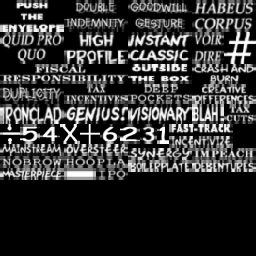 PUSH THE ENVELOPE
DOUBLE INDEMNITY
GOODWILL GESTURE
HABEUS CORPUS
QUID PRO QUO
HIGH PROFILE
INSTANT CLASSIC
VOIR DIRE
#
FISCAL RESPONSIBILITY
OUTSIDE THE BOX
CRASH AND BURN
DUPLICITY
TAX INCENTIVES
DEEP POCKETS
CREATIVE DIFFERENCES
IRONCLAD
GENIUS!
VISIONARY
BLAH!
TAX CUTS
÷54X+6231
FAST-TRACK
INCENTIVIZE
MAINSTREAM
OVERSTEER
SYNERGY
IMPEACH
NOBROW
HOOPLA
MASTERPIECE
IPO
BOILERPLATE
DEBENTURES